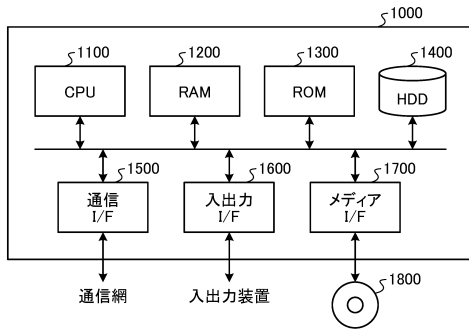 1000
1100
1200
1300
1400
CPU
RAM
ROM
HDD
1500
1600
1700
通信
I/F
入出力
I/F
メディア
I/F
通信網
入出力装置
1800